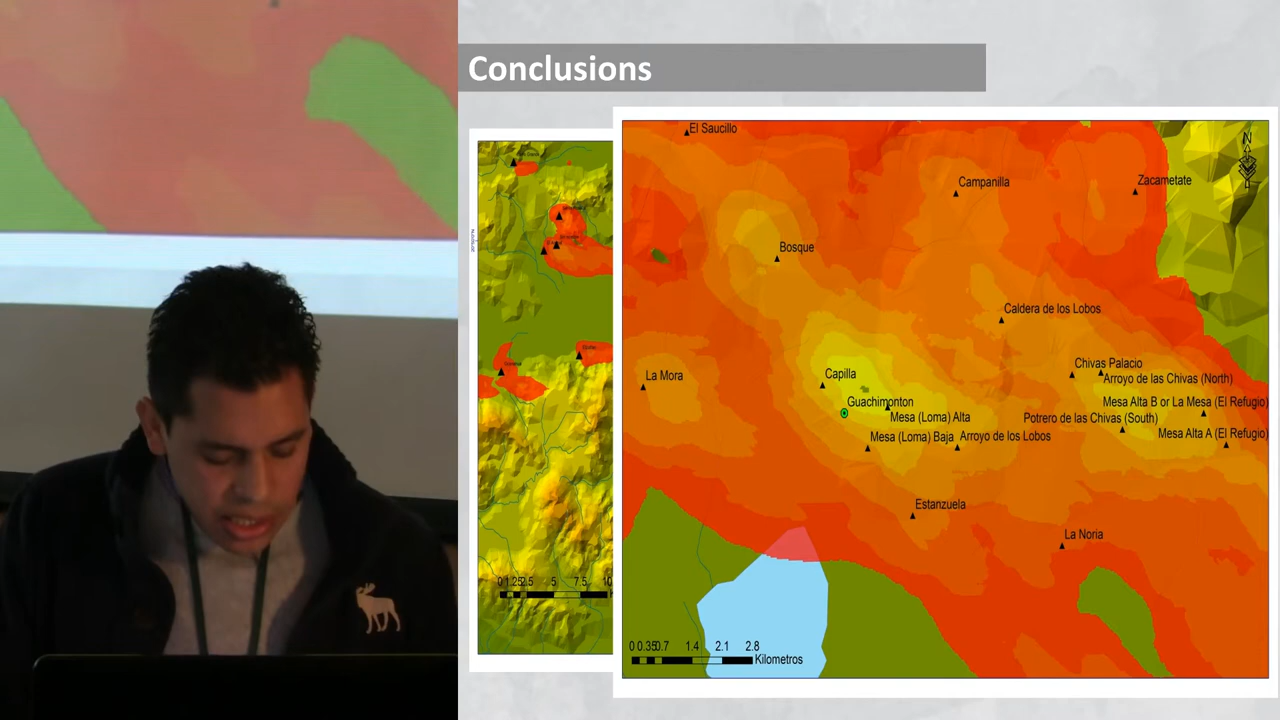 Conclusions
El Saucillo
N
Campanilla
Zacametate
Bosque
Caldera de los Lobos
Chivas Palacio
La Mora
Capilla
Arroyo de las Chivas (North)
Guachimonton
Mesa Alta B or La Mesa (El Refugio)
Mesa (Loma) Alta
Potrero de las Chivas (South)
Mesa (Loma) Baja
Arroyo de los Lobos
Mesa Alta A (El Refugio)
Estanzuela
La Noria
0 1.252.5 5 7.5 10
0 0.350.7 1.4 2.1 2.8
Kilometros